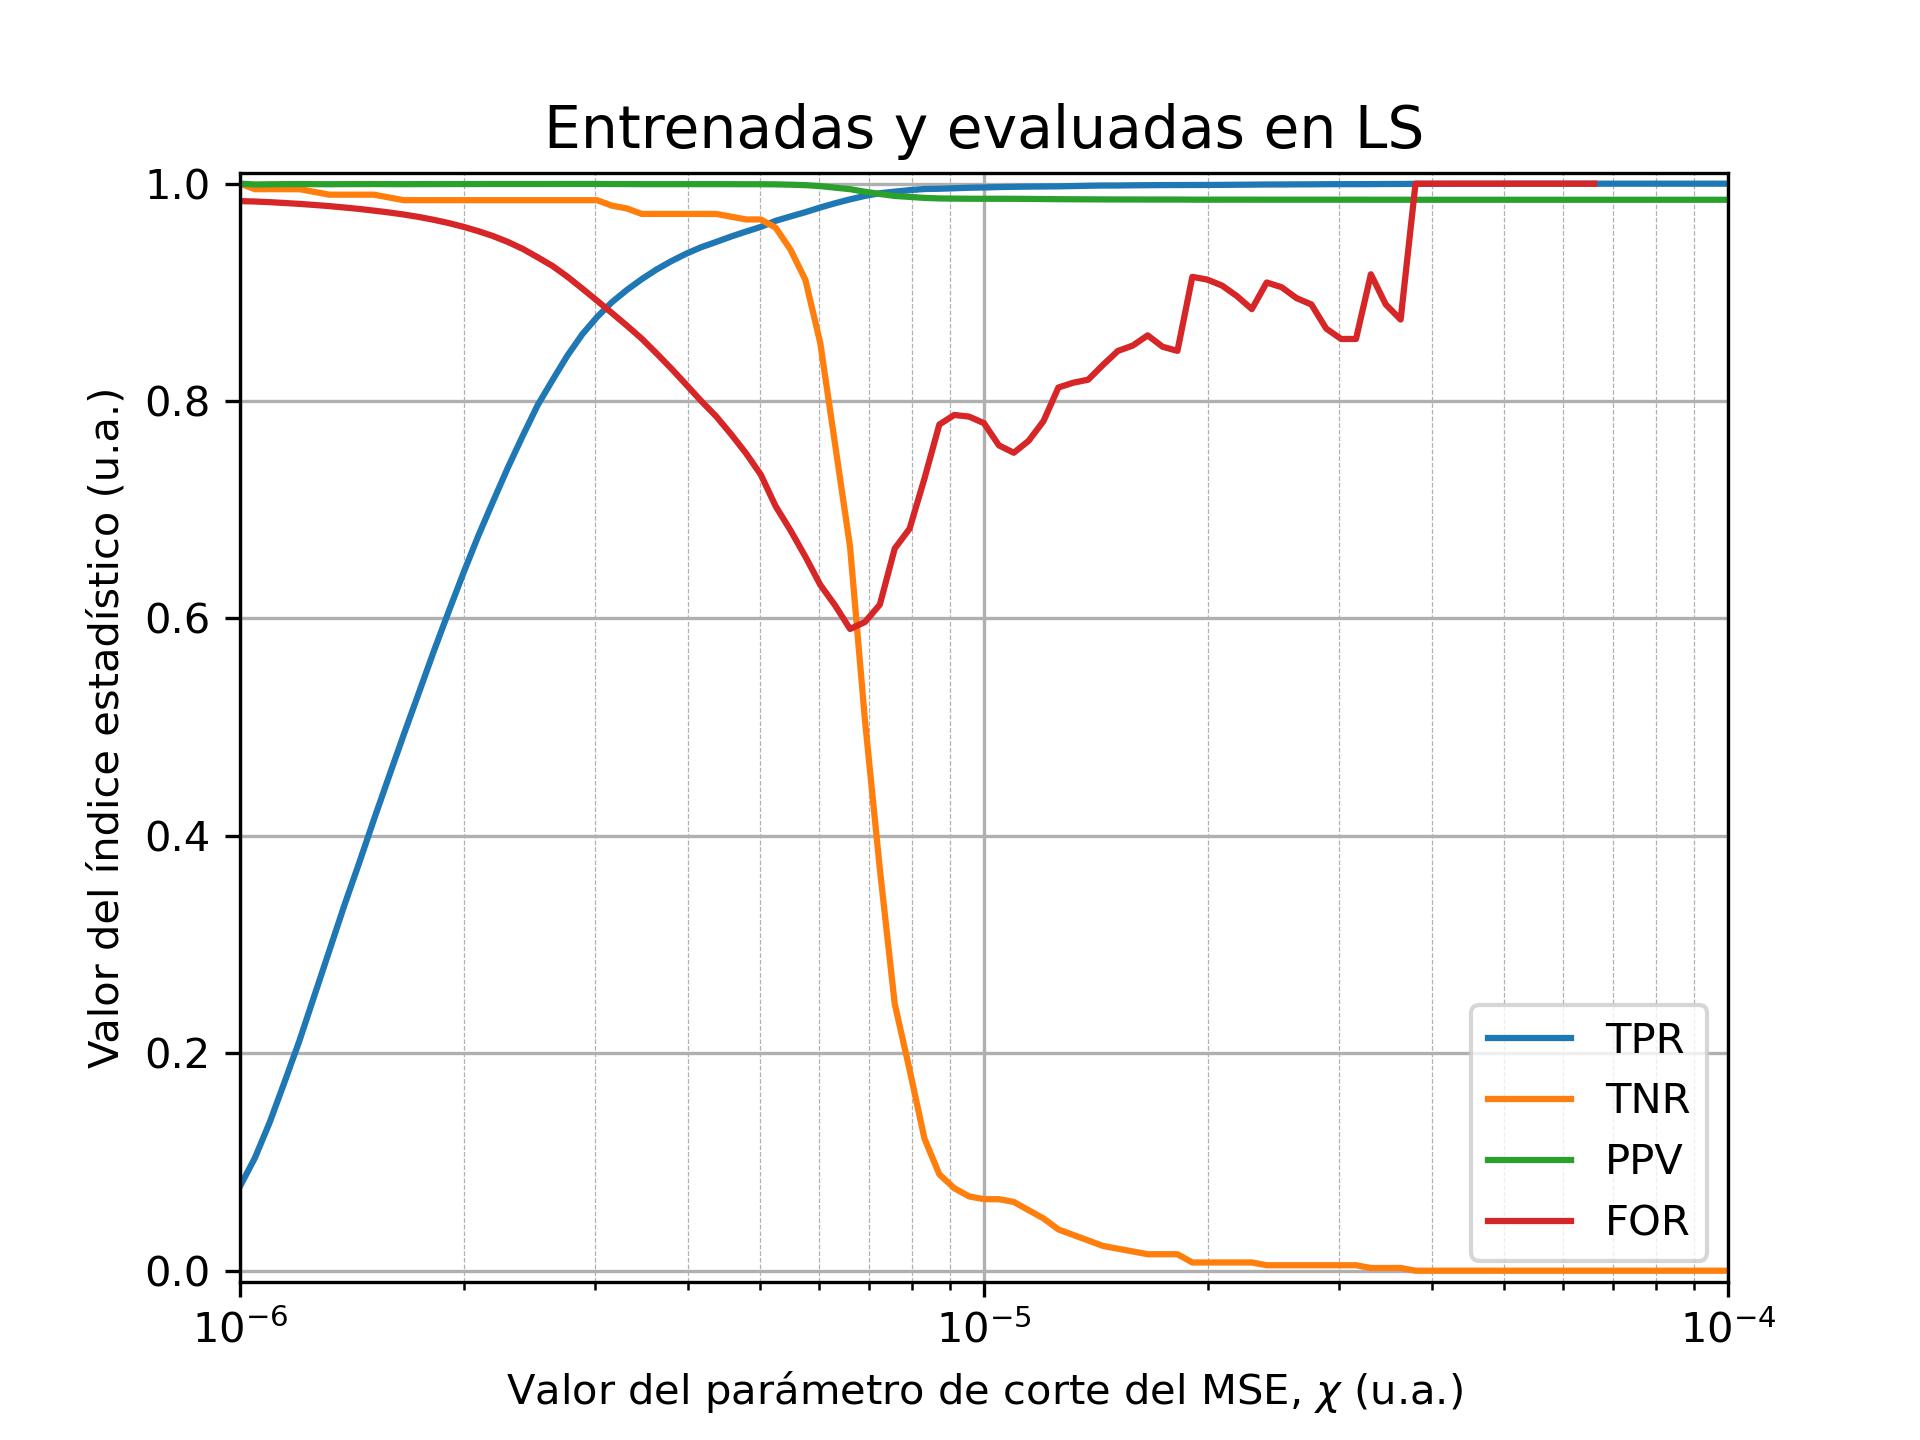 Entrenadas y evaluadas en LS
Valor del índice estadístico (u.a.)
1.0
0.8
0.6
0.4
0.2
0.0
10⁻⁶ 10⁻⁵ 10⁻⁴
Valor del parámetro de corte del MSE, χ (u.a.)
TPR
TNR
PPV
FOR